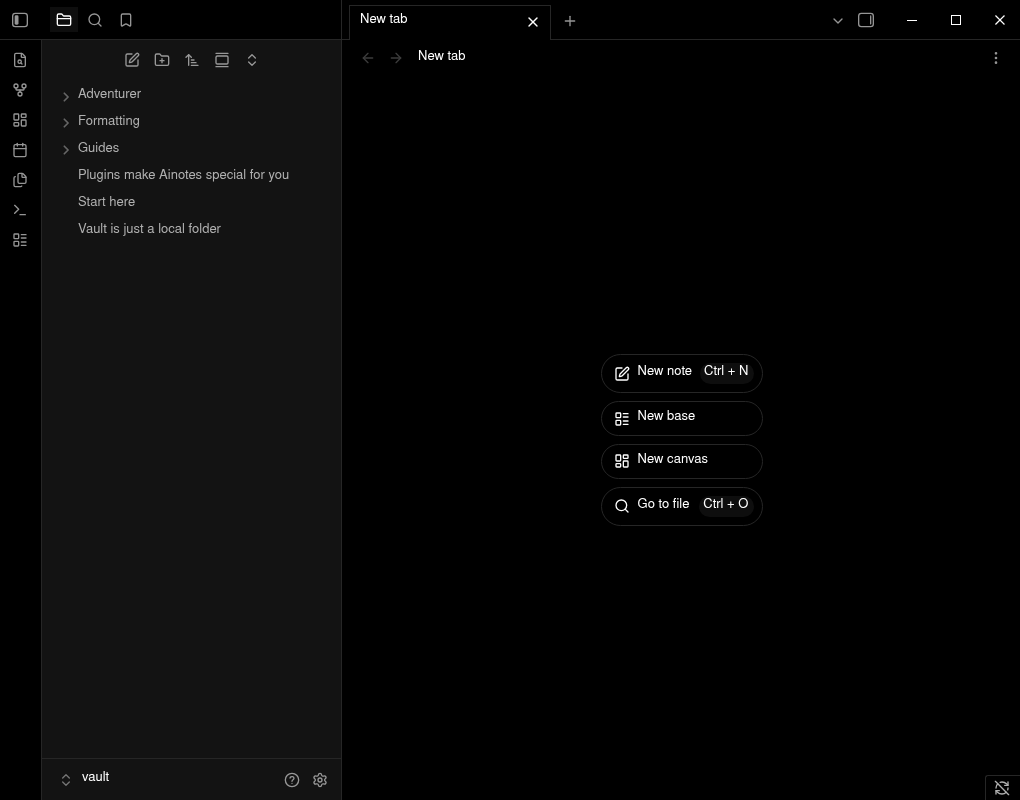 New tab
New tab
Adventurer
Formatting
Guides
Plugins make Ainotes special for you
Start here
Vault is just a local folder
New note Ctrl + N
New base
New canvas
Go to file Ctrl + O
vault